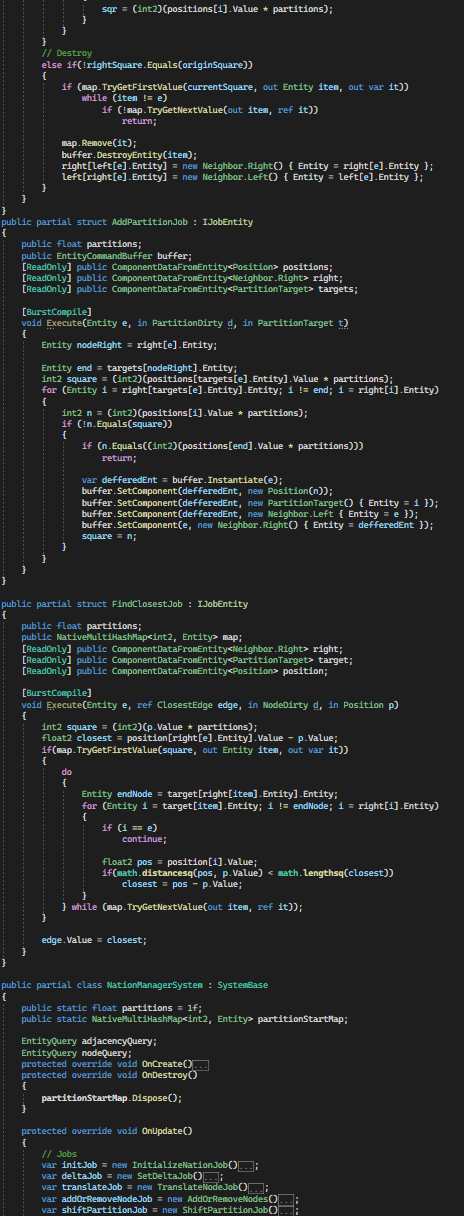 sqr = (int2)(positions[i].Value * partitions);
}
}
}
// Destroy
else if(!rightSquare.Equals(originSquare))
{
if (map.TryGetFirstValue(currentSquare, out Entity item, out var it))
while (item != e)
if (!map.TryGetNextValue(out item, ref it))
return;
map.Remove(it);
buffer.DestroyEntity(item);
right[left[e].Entity] = new Neighbor.Right() { Entity = right[e].Entity };
left[right[e].Entity] = new Neighbor.Left() { Entity = left[e].Entity };
}
}
}
public partial struct AddPartitionJob : IJobEntity
{
public float partitions;
public EntityCommandBuffer buffer;
[ReadOnly] public ComponentDataFromEntity<Position> positions;
[ReadOnly] public ComponentDataFromEntity<Neighbor.Right> right;
[ReadOnly] public ComponentDataFromEntity<PartitionTarget> targets;
[BurstCompile]
void Execute(Entity e, in PartitionDirty d, in PartitionTarget t)
{
Entity nodeRight = right[e].Entity;
Entity end = targets[nodeRight].Entity;
int2 square = (int2)(positions[targets[e].Entity].Value * partitions);
for (Entity i = right[targets[e].Entity].Entity; i != end; i = right[i].Entity)
{
int2 n = (int2)(positions[i].Value * partitions);
if (!n.Equals(square))
{
if (n.Equals((int2)(positions[end].Value * partitions)))
return;
var defferedEnt = buffer.Instantiate(e);
buffer.SetComponent(defferedEnt, new Position(n));
buffer.SetComponent(defferedEnt, new PartitionTarget() { Entity = i });
buffer.SetComponent(defferedEnt, new Neighbor.Left { Entity = e });
buffer.SetComponent(e, new Neighbor.Right() { Entity = defferedEnt });
square = n;
}
}
}
}
public partial struct FindClosestJob : IJobEntity
{
public float partitions;
public NativeMultiHashMap<int2, Entity> map;
[ReadOnly] public ComponentDataFromEntity<Neighbor.Right> right;
[ReadOnly] public ComponentDataFromEntity<PartitionTarget> target;
[ReadOnly] public ComponentDataFromEntity<Position> position;
[BurstCompile]
void Execute(Entity e, ref ClosestEdge edge, in NodeDirty d, in Position p)
{
int2 square = (int2)(p.Value * partitions);
float2 closest = position[right[e].Entity].Value - p.Value;
if(map.TryGetFirstValue(square, out Entity item, out var it))
{
do
{
Entity endNode = target[right[item].Entity].Entity;
for (Entity i = target[item].Entity; i != endNode; i = right[i].Entity)
{
if (i == e)
continue;
float2 pos = position[i].Value;
if(math.distancesq(pos, p.Value) < math.lengthsq(closest))
closest = pos - p.Value;
}
} while (map.TryGetNextValue(out item, ref it));
}
edge.Value = closest;
}
}
public partial class NationManagerSystem : SystemBase
{
public static float partitions = 1f;
public static NativeMultiHashMap<int2, Entity> partitionStartMap;
EntityQuery adjacencyQuery;
EntityQuery nodeQuery;
protected override void OnCreate()...
protected override void OnDestroy()
{
partitionStartMap.Dispose();
}
protected override void OnUpdate()
{
// Jobs
var initJob = new InitializeNationJob()...;
var deltaJob = new SetDeltaJob()...;
var translateJob = new TranslateNodeJob()...;
var addOrRemoveNodeJob = new AddOrRemoveNodes()...;
var shiftPartitionJob = new ShiftPartitionJob()...;